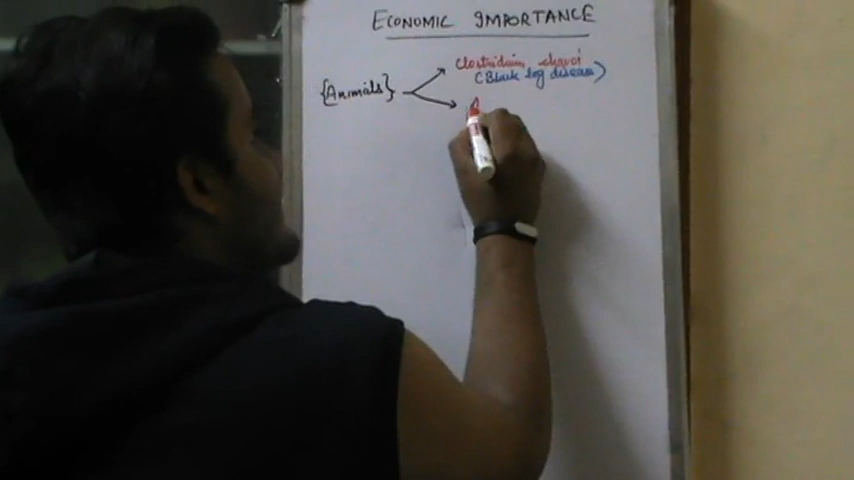 ECONOMIC IMPORTANCE
Clostridium chavoi
{Animals}
(Black leg disease)